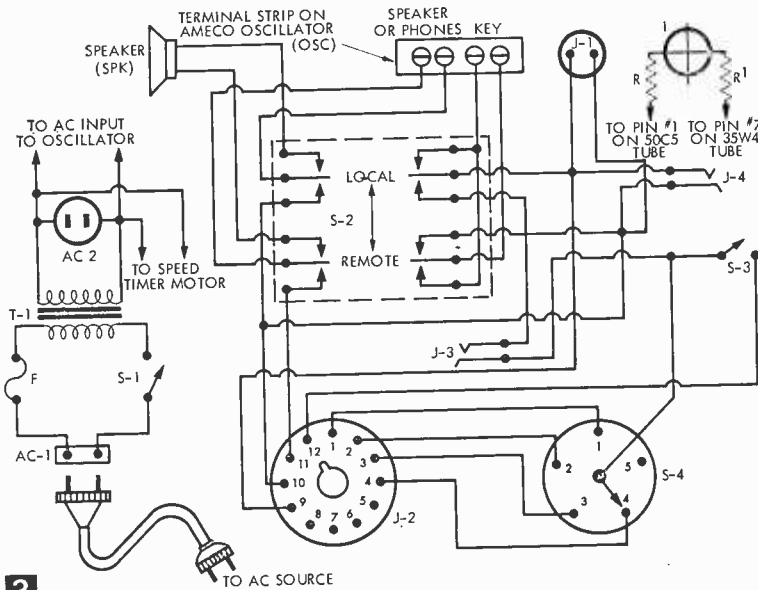 TERMINAL STRIP ON
AMECO OSCILLATOR
(OSC)
SPEAKER
OR PHONES KEY
SPEAKER
(SPK)
J-1
1
R
R1
TO PIN #1
ON 50C5
TUBE
TO PIN #7
ON 35W4
TUBE
TO AC INPUT
TO OSCILLATOR
LOCAL
S-2
REMOTE
J-4
S-3
AC 2
TO SPEED
TIMER MOTOR
T-1
F
S-1
J-3
AC-1
12
1
2
3
4
5
6
7
8
9
10
11
J-2
1
2
3
4
5
S-4
TO AC SOURCE
2